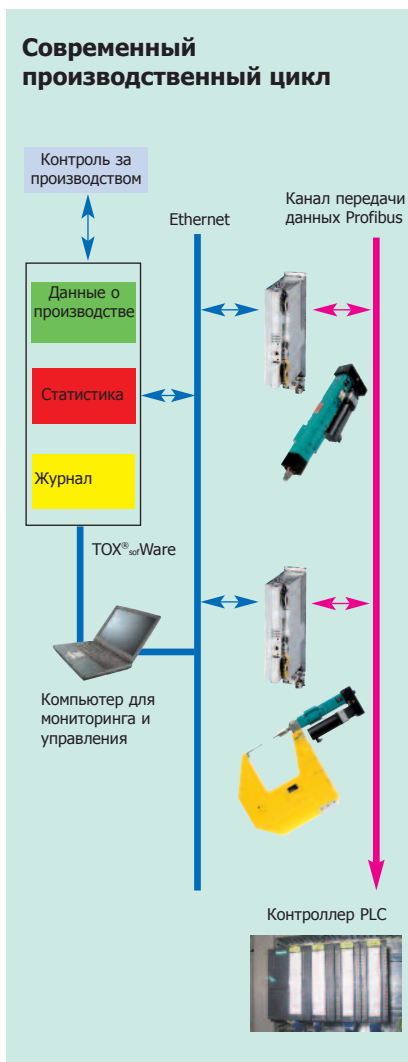 Современный
производственный цикл
Контроль за
производством
Ethernet
Канал передачи
данных Profibus
Данные о
производстве
Статистика
Журнал
TOX®sofWare
Компьютер для
мониторинга и
управления
Контроллер PLC